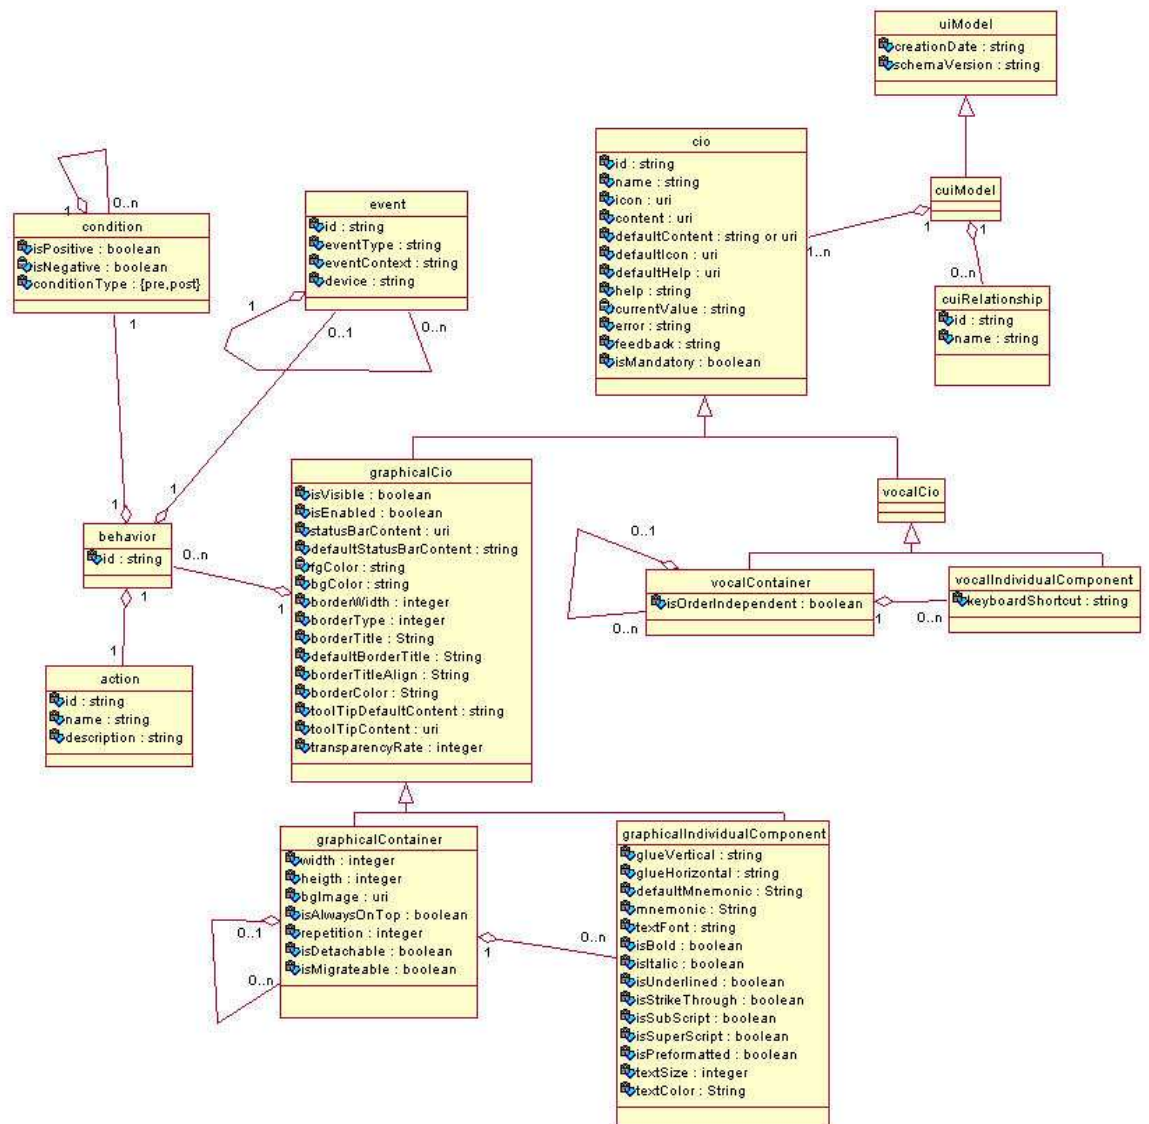 uiModel
creationDate : string
schemaVersion : string
cio
id : string
name : string
icon : uri
content : uri
defaultContent : string or uri
defaultIcon : uri
defaultHelp : uri
help : string
currentValue : string
error : string
feedback : string
isMandatory : boolean
cuiModel
1
1
1..n
0..n
cuiRelationship
id : string
name : string
1
0..n
condition
isPositive : boolean
isNegative : boolean
conditionType : {pre,post}
1
event
id : string
eventType : string
eventContext : string
device : string
1
0..1
0..n
1
1
behavior
id : string
0..n
1
1
1
action
id : string
name : string
description : string
graphicalCio
isVisible : boolean
isEnabled : boolean
statusBarContent : uri
defaultStatusBarContent : string
fgColor : string
bgColor : string
borderWidth : integer
borderType : integer
borderTitle : String
defaultBorderTitle : String
borderTitleAlign : String
borderColor : String
toolTipDefaultContent : string
toolTipContent : uri
transparencyRate : integer
vocalCio
0..1
0..n
vocalContainer
isOrderIndependent : boolean
1
0..n
vocalIndividualComponent
keyboardShortcut : string
graphicalContainer
width : integer
heigth : integer
bgImage : uri
isAlwaysOnTop : boolean
repetition : integer
isDetachable : boolean
isMigrateable : boolean
0..1
0..n
1
0..n
graphicalIndividualComponent
glueVertical : string
glueHorizontal : string
defaultMnemonic : String
mnemonic : String
textFont : string
isBold : boolean
isItalic : boolean
isUnderlined : boolean
isStrikeThrough : boolean
isSubScript : boolean
isSuperScript : boolean
isPreformatted : boolean
textSize : integer
textColor : String